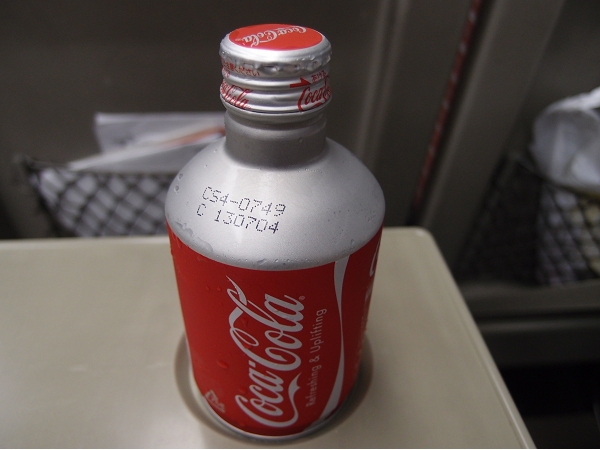 Coca-Cola
Coca-Cola
CS4-0749
C 130704
Coca-Cola®
Refreshing & Uplifting